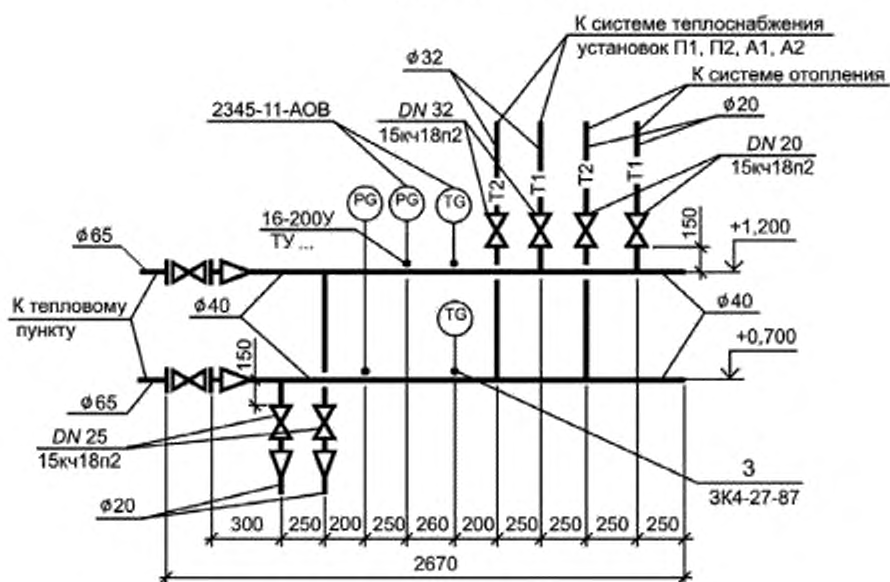 К системе теплоснабжения
установок П1, П2, А1, А2
ϕ32
К системе отопления
2345-11-АОВ
DN 32
15кч18п2
ϕ20
DN 20
15кч18п2
Т2
Т1
Т2
Т1
PG
PG
TG
16-200У
ТУ ...
150
+1,200
ϕ65
К тепловому
пункту
ϕ40
TG
ϕ40
150
+0,700
ϕ65
DN 25
15кч18п2
3
ЗК4-27-87
ϕ20
300
250
200
250
260
200
250
250
250
250
2670